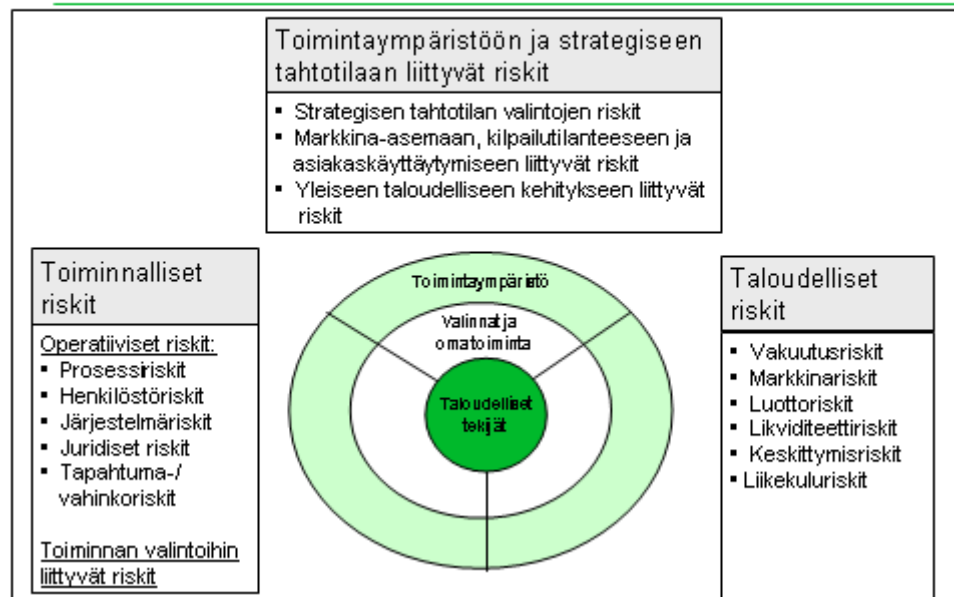 Toimintaympäristöön ja strategiseen
tahtotilaan liittyvät riskit
▪ Strategisen tahtotilan valintojen riskit
▪ Markkina-asemaan, kilpailutilanteeseen ja
asiakaskäyttäytymiseen liittyvät riskit
▪ Yleiseen taloudelliseen kehitykseen liittyvät
riskit
Toiminnalliset
riskit
Operatiiviset riskit:
▪ Prosessiriskit
▪ Henkilöstöriskit
▪ Järjestelmäriskit
▪ Juridiset riskit
▪ Tapahtuma-/
vahinkoriskit
Toiminnan valintoihin
liittyvät riskit
Toimintaympäristö
Valinnat ja
oma toiminta
Taloudelliset
tekijät
Taloudelliset
riskit
▪ Vakuutusriskit
▪ Markkinariskit
▪ Luottoriskit
▪ Likviditeettiriskit
▪ Keskittymisriskit
▪ Liikekuluriskit